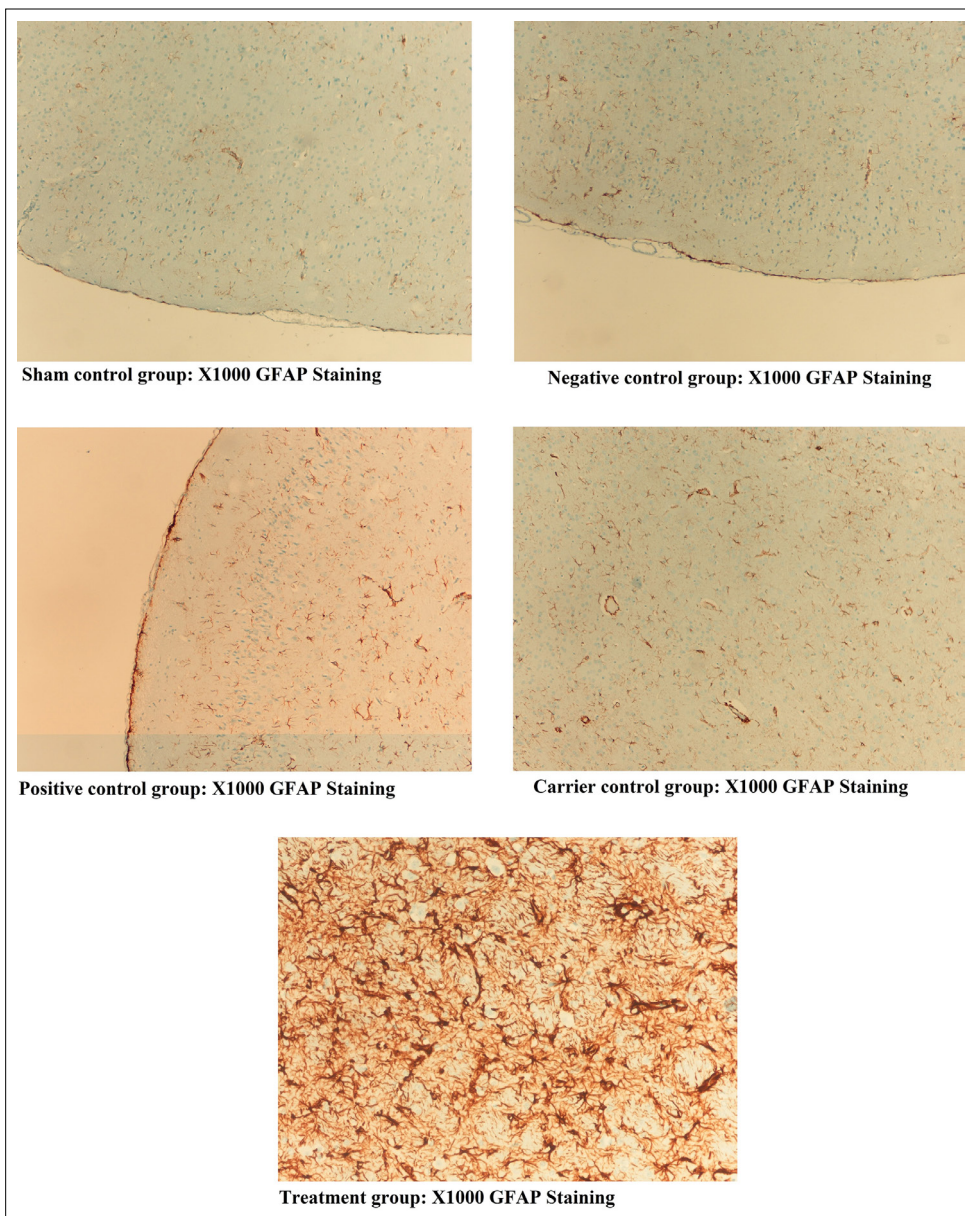 Sham control group: X1000 GFAP Staining
Negative control group: X1000 GFAP Staining
Positive control group: X1000 GFAP Staining
Carrier control group: X1000 GFAP Staining
Treatment group: X1000 GFAP Staining